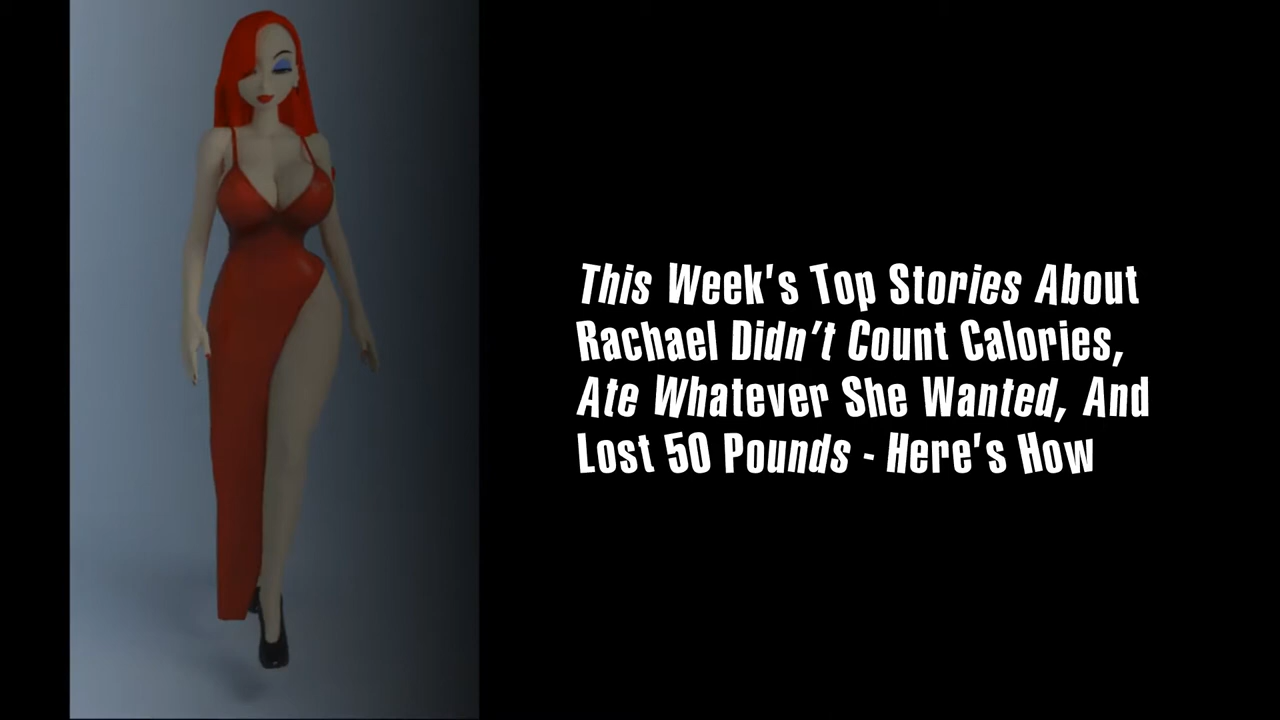 This Week's Top Stories About
Rachael Didn't Count Calories,
Ate Whatever She Wanted, And
Lost 50 Pounds - Here's How